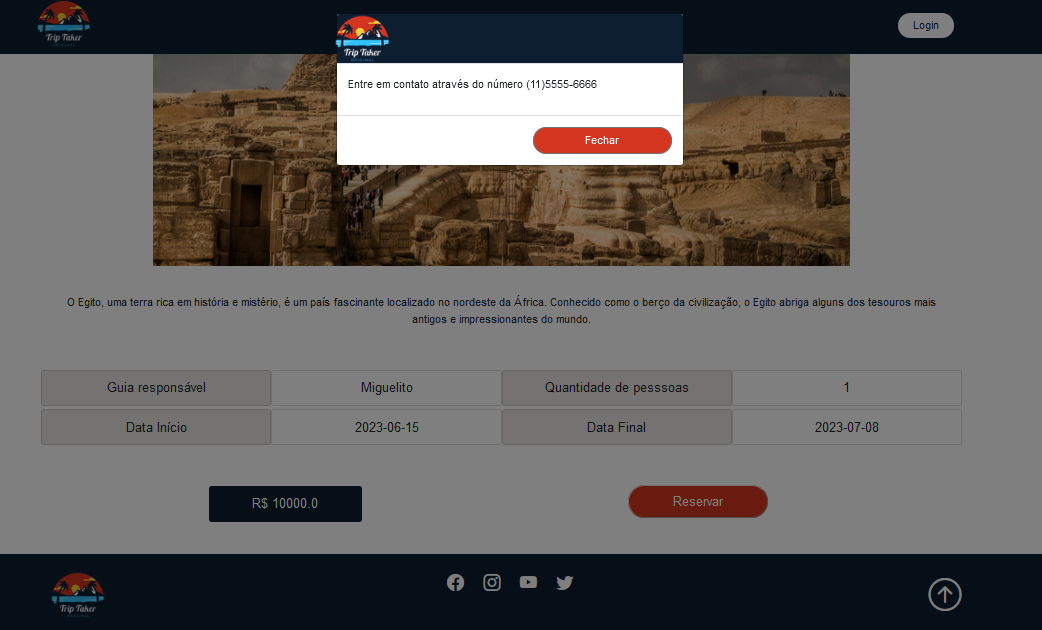 Trip Taker
Login
Trip Taker
Entre em contato através do número (11)5555-6666
Fechar
O Egito, uma terra rica em história e mistério, é um país fascinante localizado no nordeste da África. Conhecido como o berço da civilização, o Egito abriga alguns dos tesouros mais
antigos e impressionantes do mundo.
Guia responsável Miguelito Quantidade de pesssoas 1
Data Início 2023-06-15 Data Final 2023-07-08
R$ 10000.0 Reservar
Trip Taker